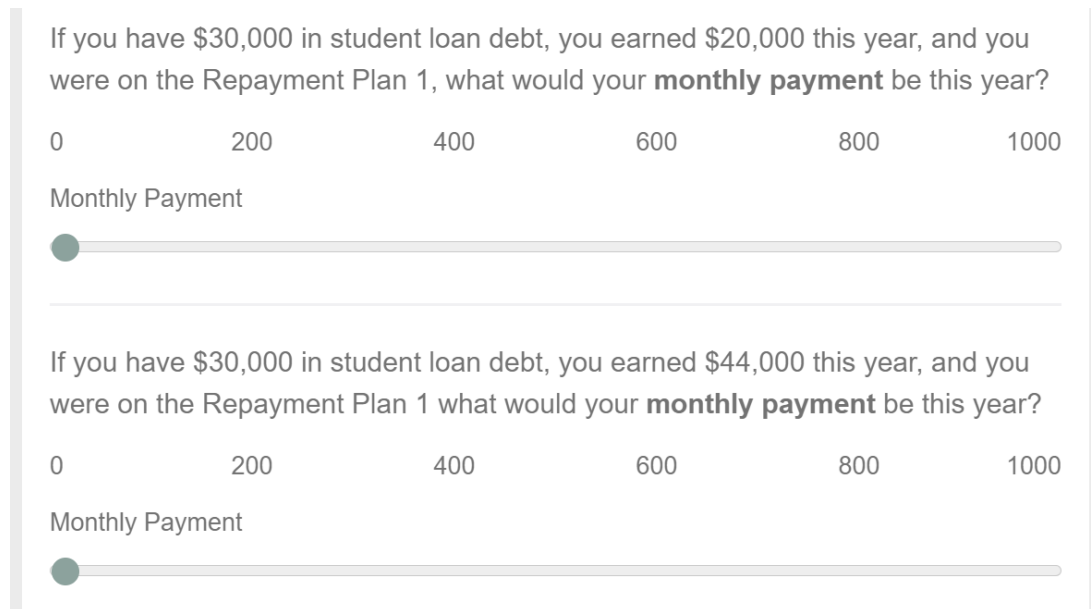 If you have $30,000 in student loan debt, you earned $20,000 this year, and you
were on the Repayment Plan 1, what would your monthly payment be this year?
0 200 400 600 800 1000
Monthly Payment
If you have $30,000 in student loan debt, you earned $44,000 this year, and you
were on the Repayment Plan 1 what would your monthly payment be this year?
0 200 400 600 800 1000
Monthly Payment